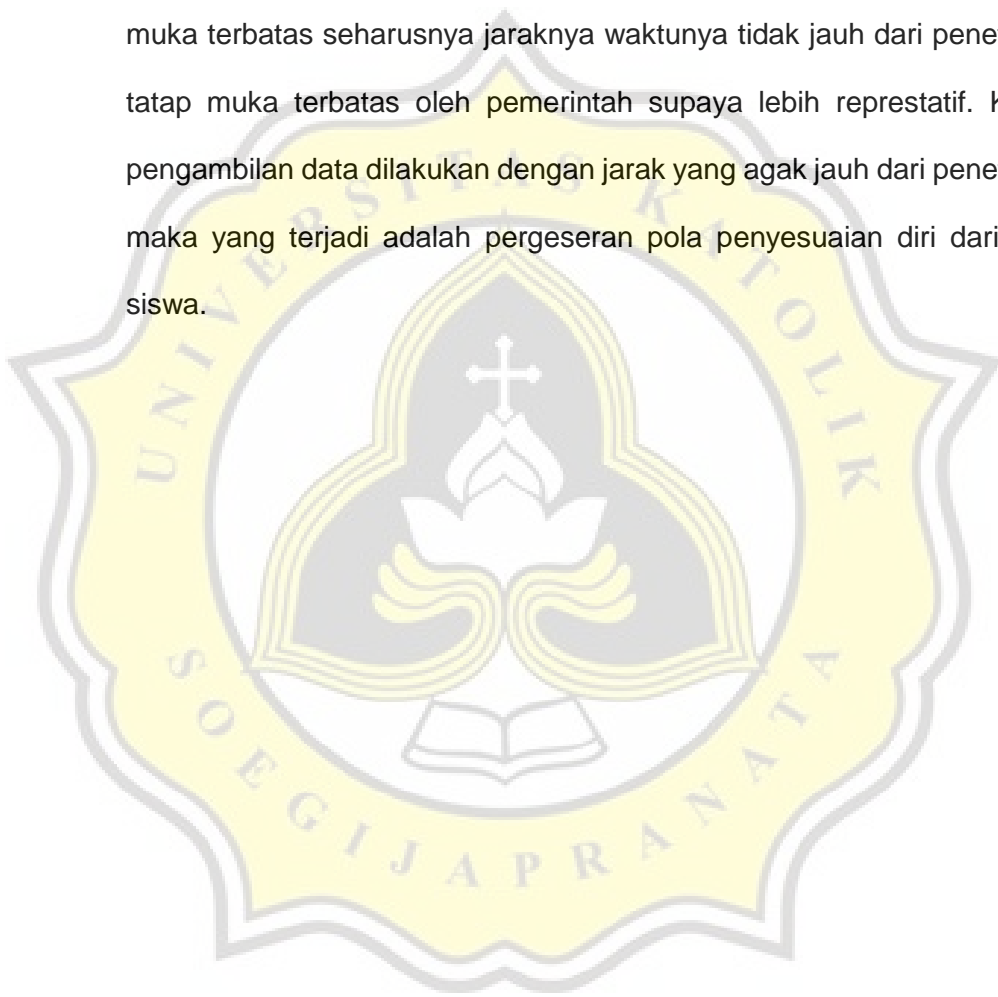 muka terbatas seharusnya jaraknya waktunya tidak jauh dari
tatap muka terbatas oleh pemerintah supaya lebih represtatif.
pengambilan data dilakukan dengan jarak yang agak jauh dari
maka yang terjadi adalah pergeseran pola penyesuaian diri dari
siswa.
UNIVERSITAS KATOLIK
SOEGIJAPRANATA